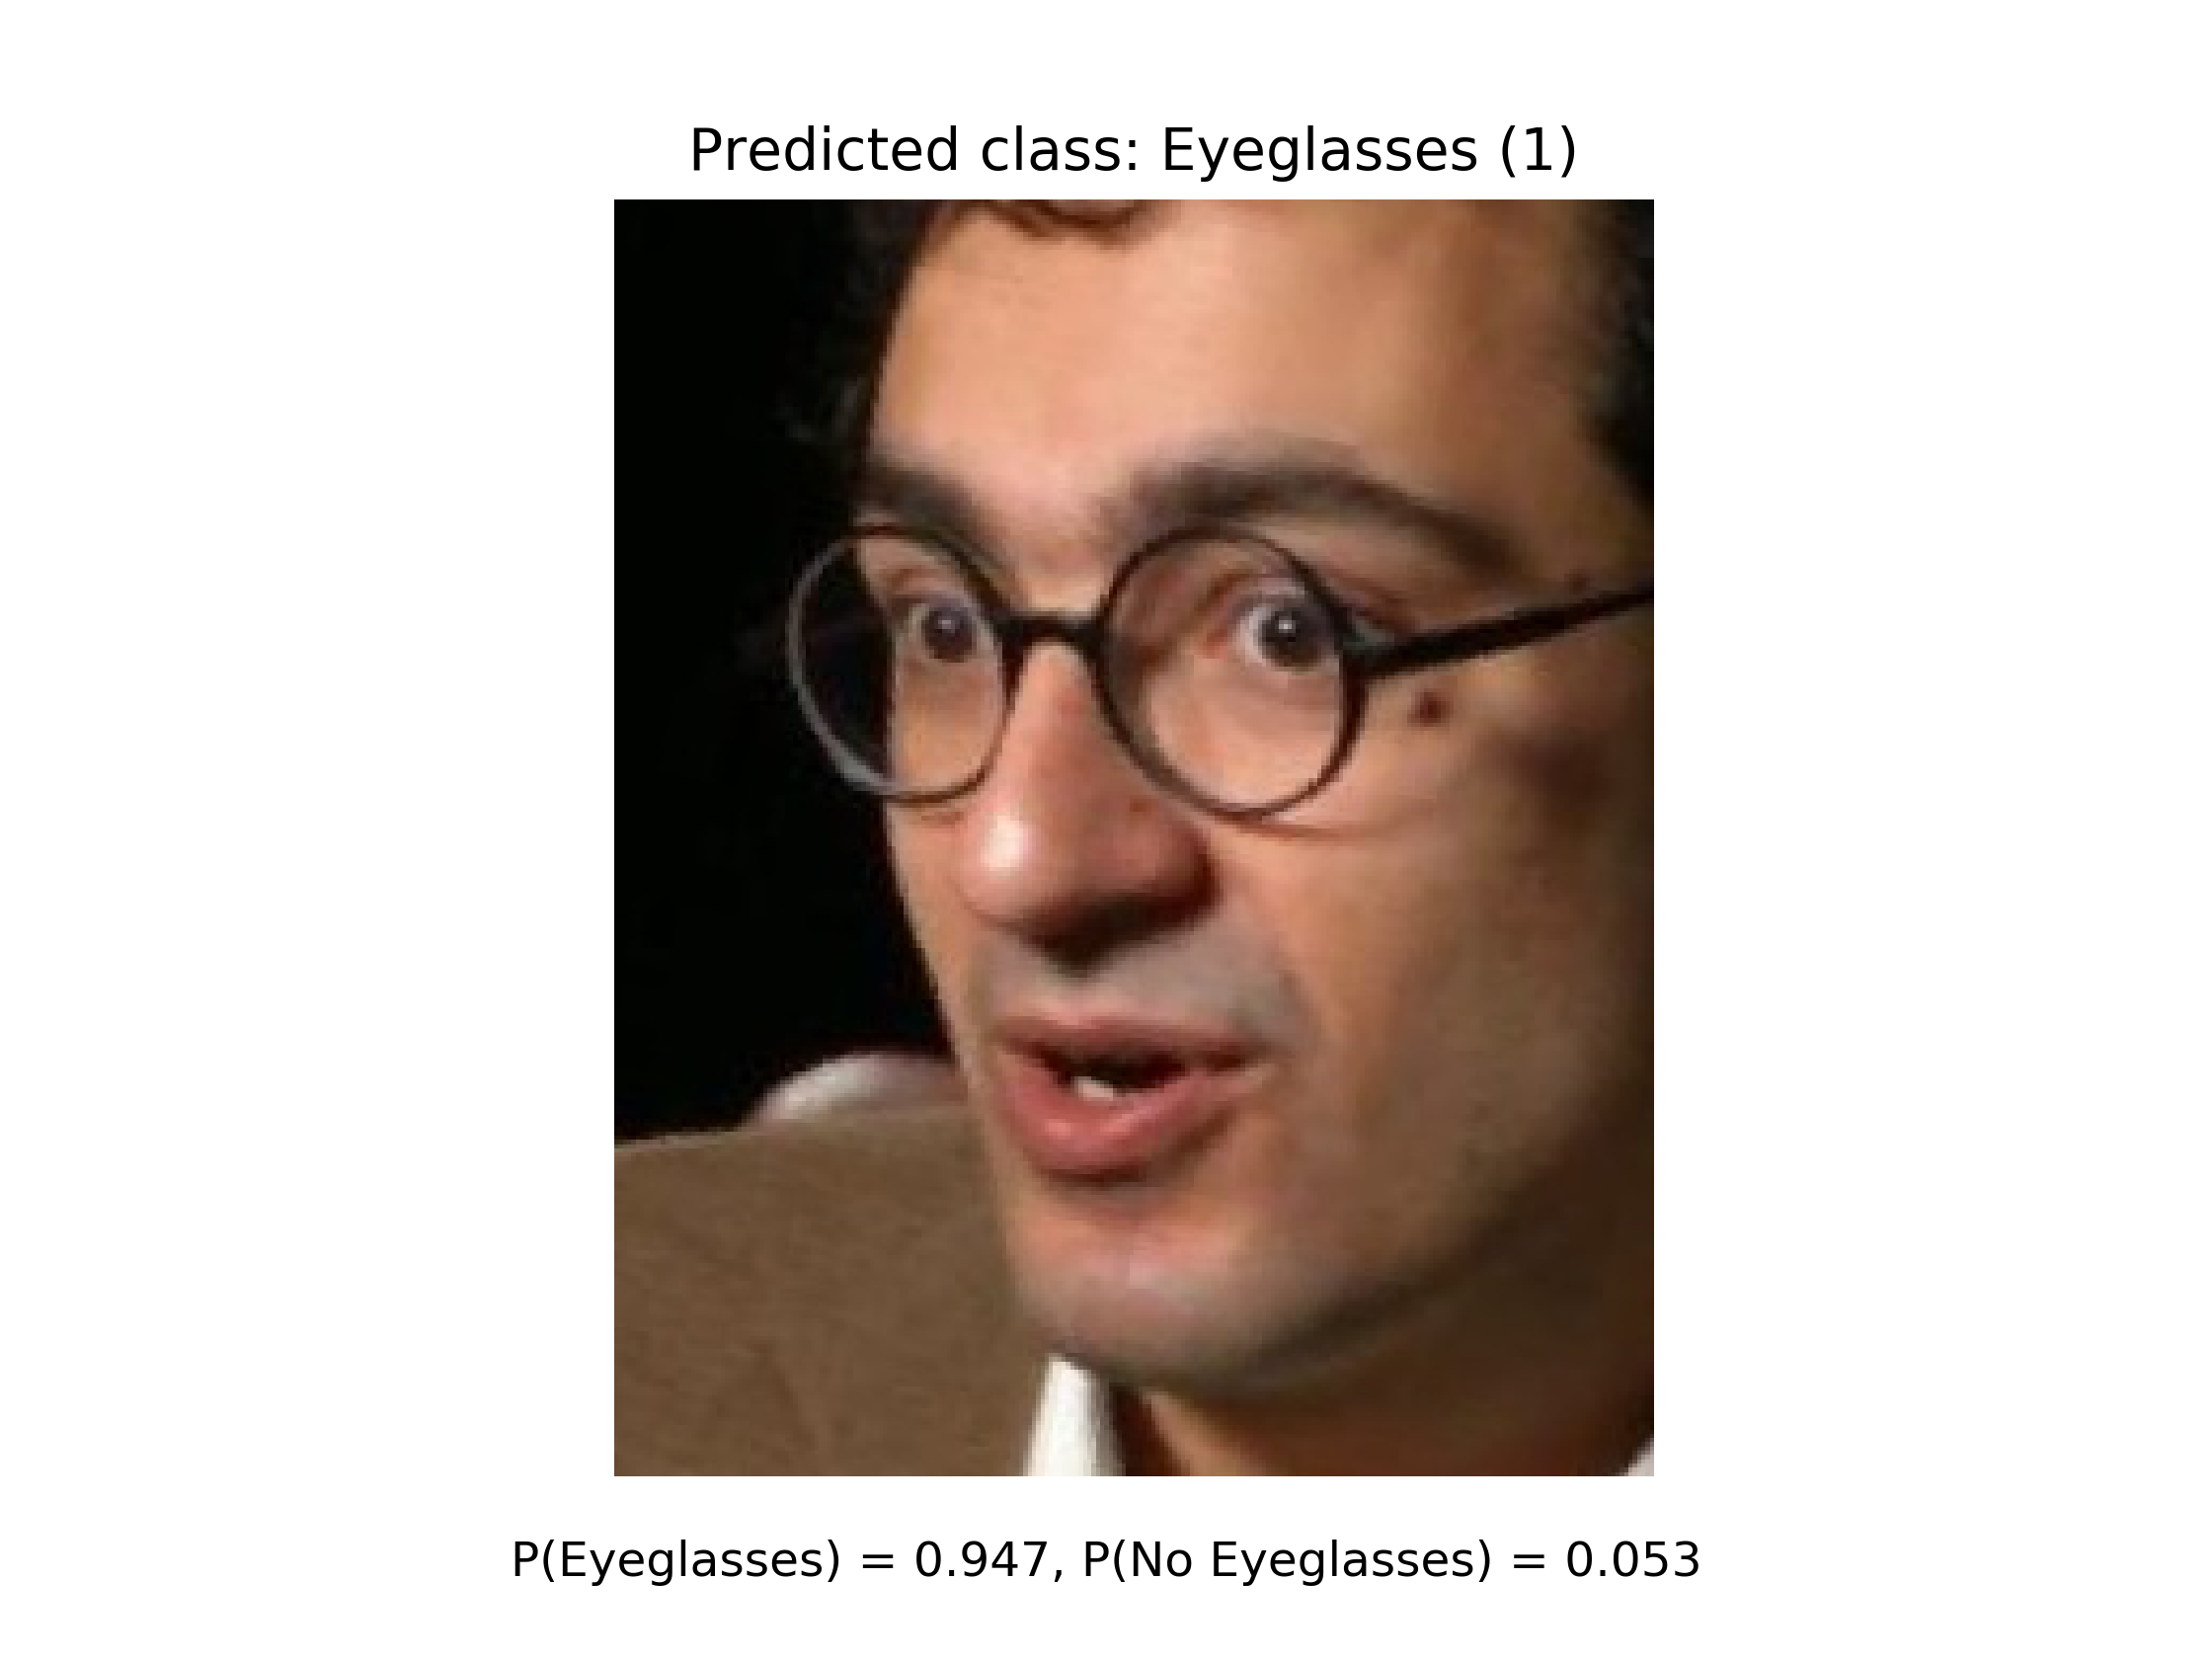 Predicted class: Eyeglasses (1)
P(Eyeglasses) = 0.947, P(No Eyeglasses) = 0.053